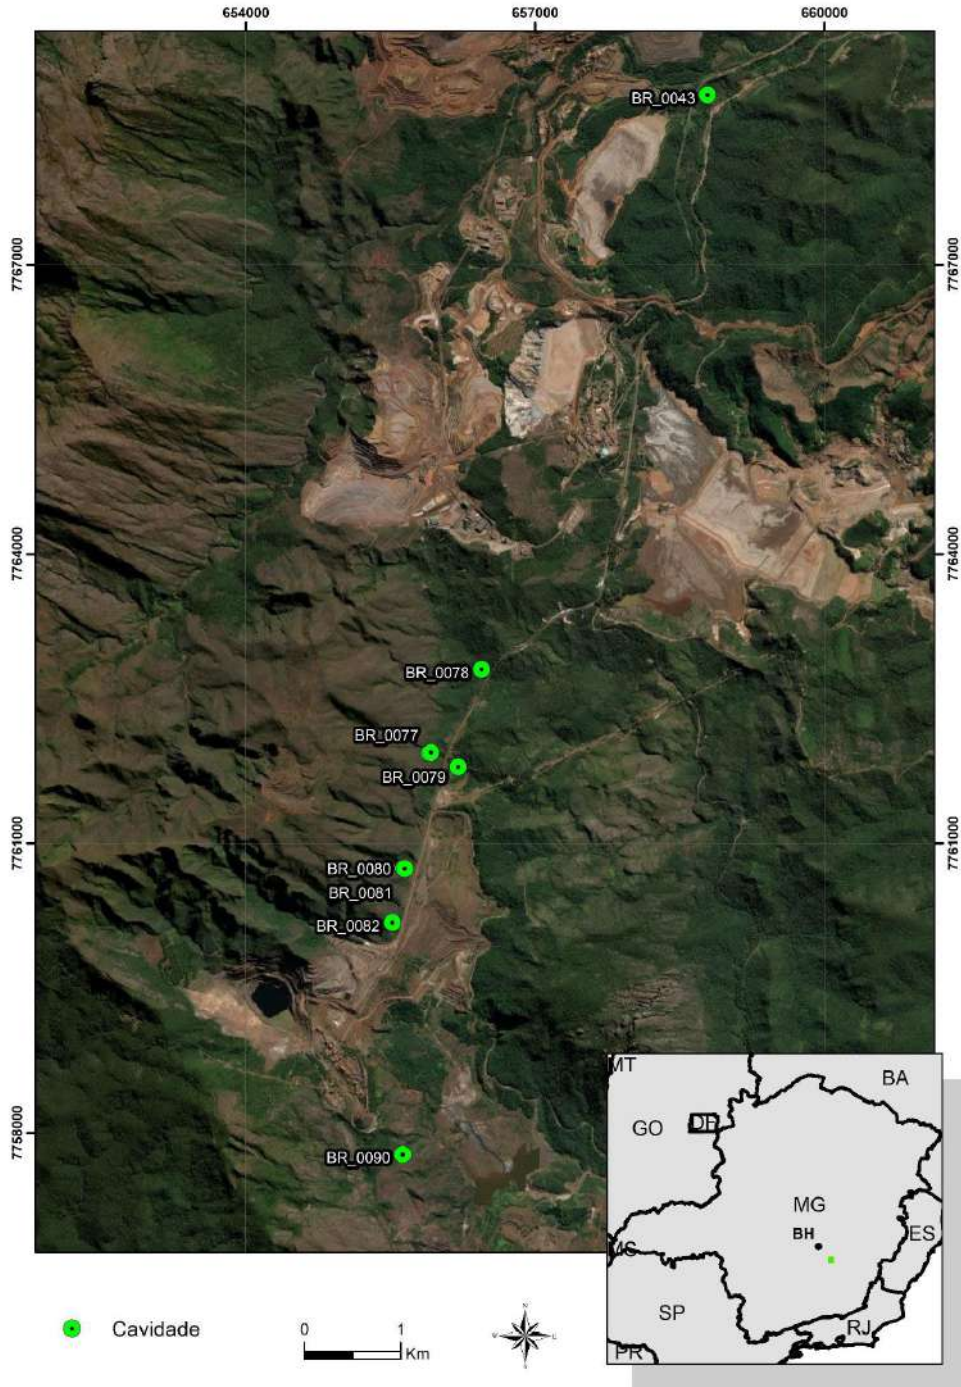 654000
657000
660000
BR_0043
7767000
7767000
7764000
7764000
BR_0078
BR_0077
BR_0079
7761000
7761000
BR_0080
BR_0081
BR_0082
7758000
BR_0090
MT
BA
GO
DF
MG
BH
ES
MS
SP
RJ
PR
Cavidade
0 1
Km
N
W L
S